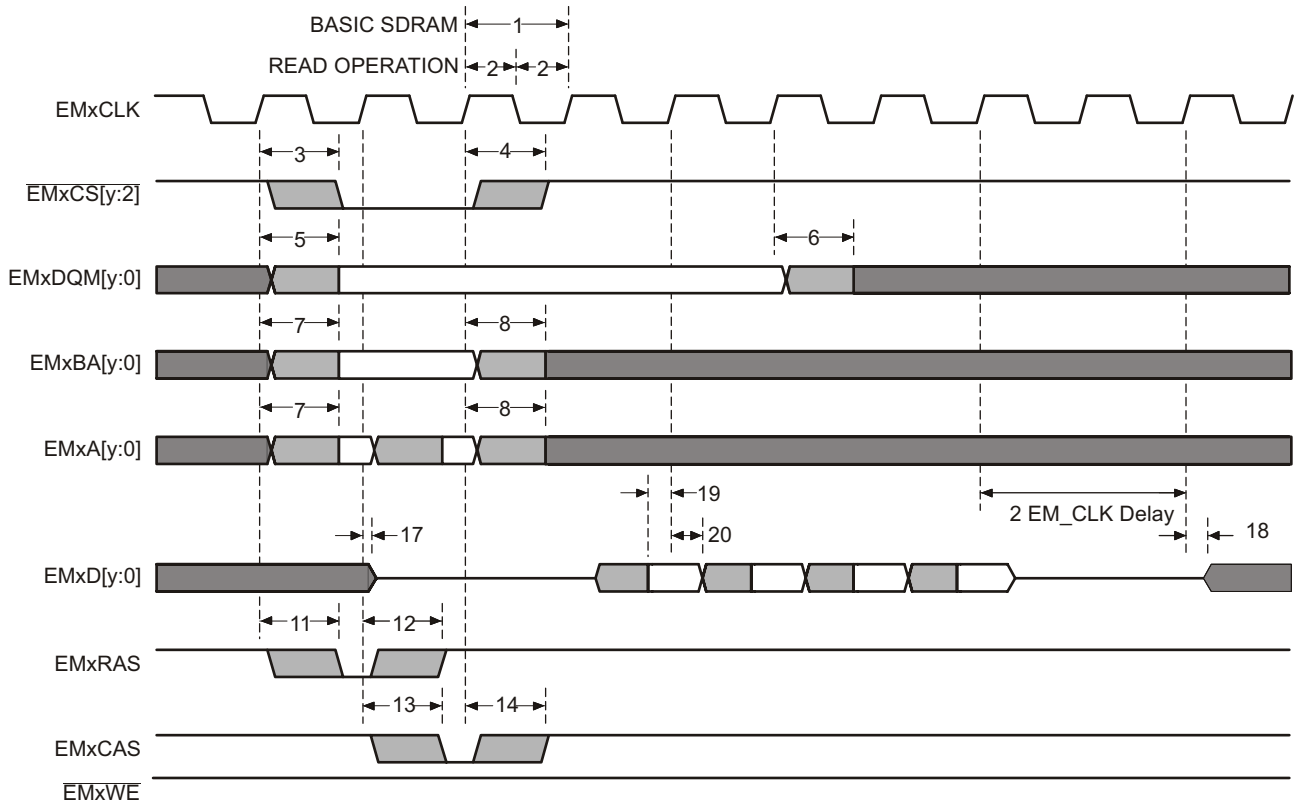 BASIC SDRAM
1
READ OPERATION
2
2
EMxCLK
3
4
EMxCS[y:2]
5
6
EMxDQM[y:0]
7
8
EMxBA[y:0]
7
8
EMxA[y:0]
19
2 EM_CLK Delay
17
20
18
EMxD[y:0]
11
12
EMxRAS
13
14
EMxCAS
EMxWE